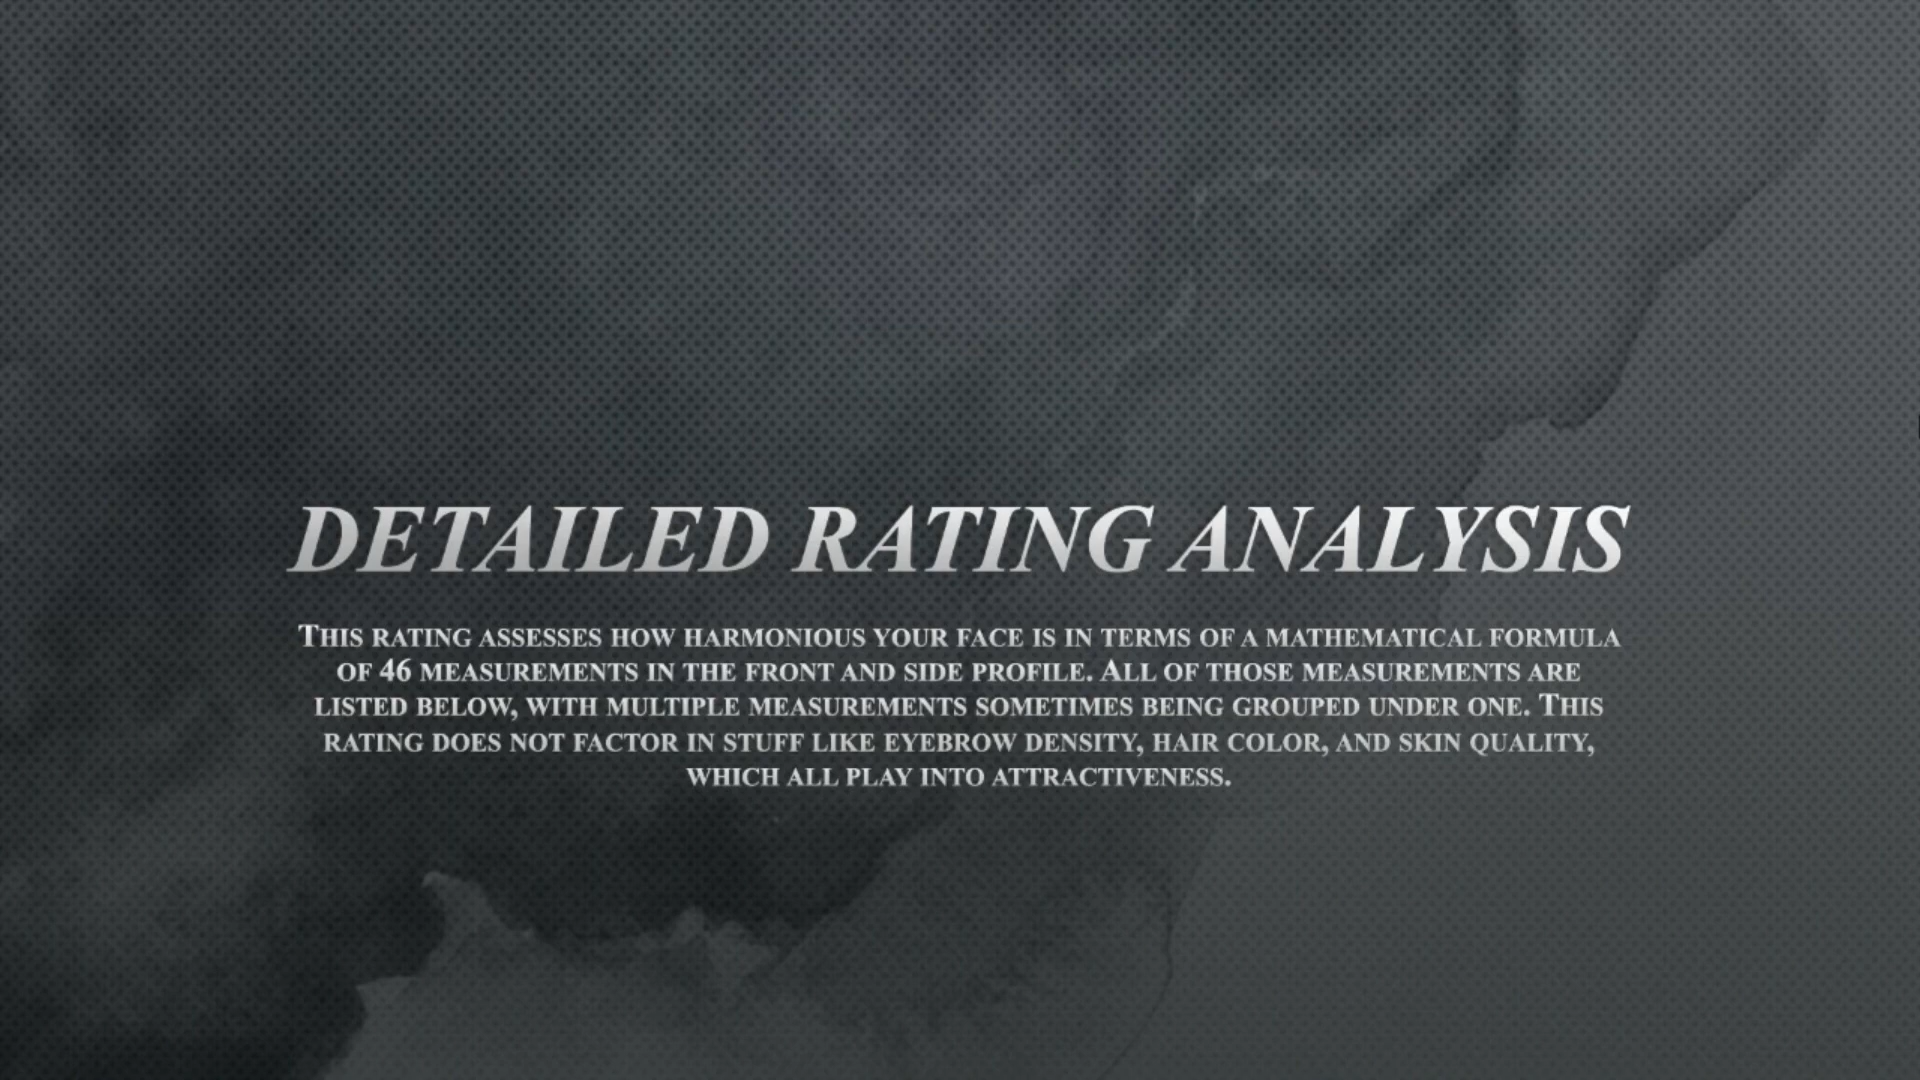 DETAILED RATING ANALYSIS
THIS RATING ASSESSES HOW HARMONIOUS YOUR FACE IS IN TERMS OF A MATHEMATICAL FORMULA
OF 46 MEASUREMENTS IN THE FRONT AND SIDE PROFILE. ALL OF THOSE MEASUREMENTS ARE
LISTED BELOW, WITH MULTIPLE MEASUREMENTS SOMETIMES BEING GROUPED UNDER ONE. THIS
RATING DOES NOT FACTOR IN STUFF LIKE EYEBROW DENSITY, HAIR COLOR, AND SKIN QUALITY,
WHICH ALL PLAY INTO ATTRACTIVENESS.